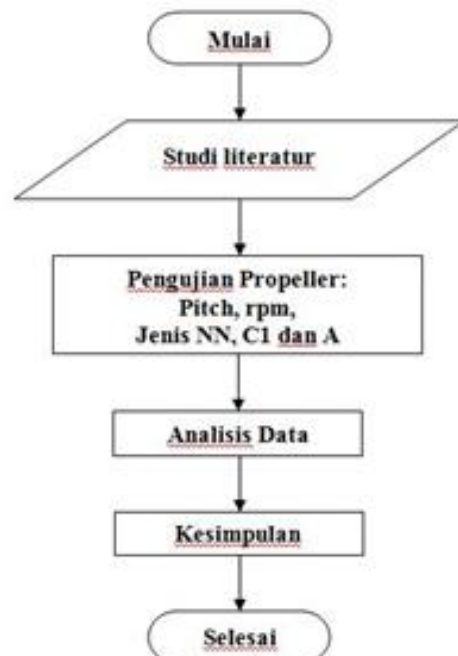 Mulai
Studi literatur
Pengujian Propeller:
Pitch, rpm,
Jenis NN, C1 dan A
Analisis Data
Kesimpulan
Selesai